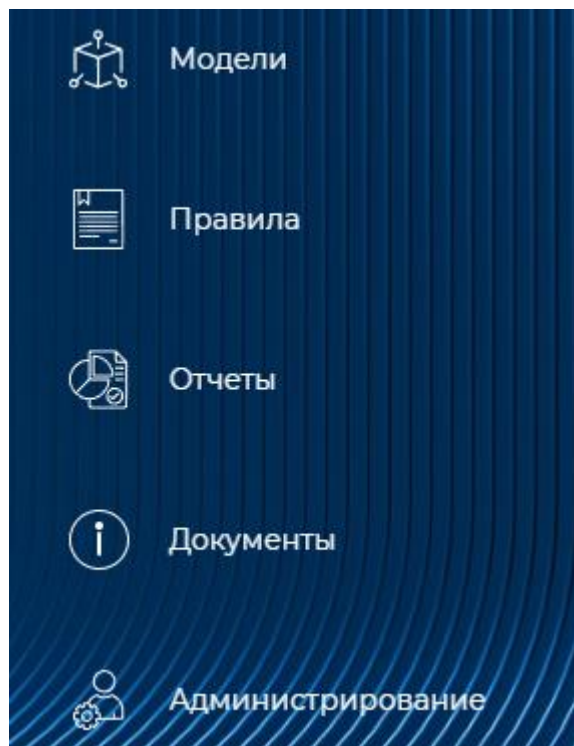 Модели
Правила
Отчеты
Документы
Администрирование